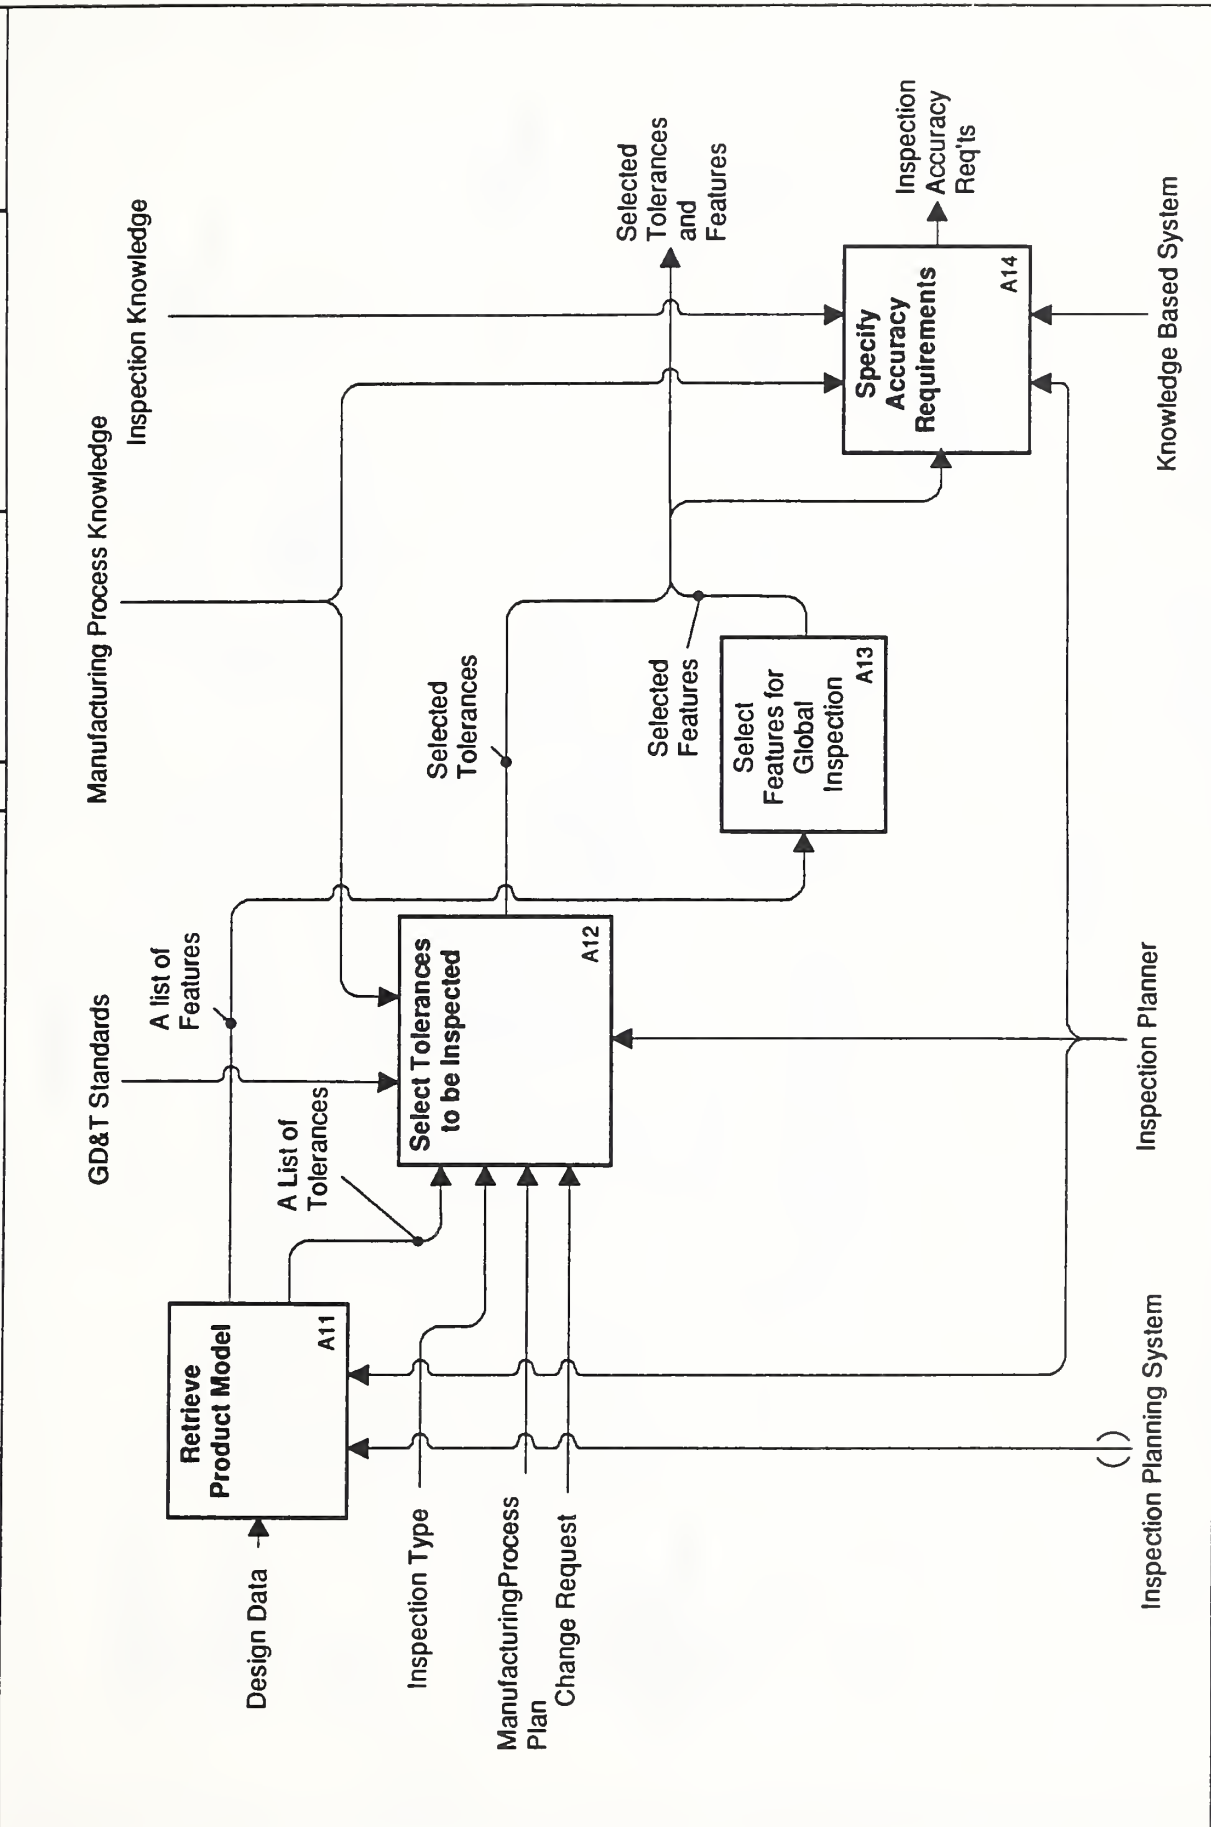 Manufacturing Process Knowledge
GD&T Standards
Inspection Knowledge
A list of
Features
Retrieve
Product Model
A11
Design Data
A List of
Tolerances
Inspection Type
ManufacturingProcess
Plan
Change Request
Select Tolerances
to be Inspected
A12
Selected
Tolerances
Selected
Features
Select
Features for
Global
Inspection
A13
Selected
Tolerances
and
Features
Specify
Accuracy
Requirements
A14
Inspection
Accuracy
Req'ts
Inspection Planning System
Inspection Planner
Knowledge Based System